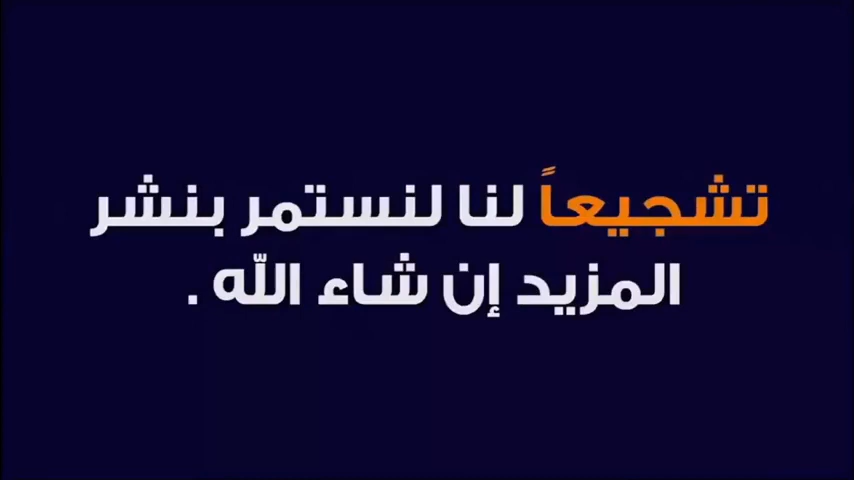 تشجيعاً لنا لنستمر بنشر
المزيد إن شاء الله .